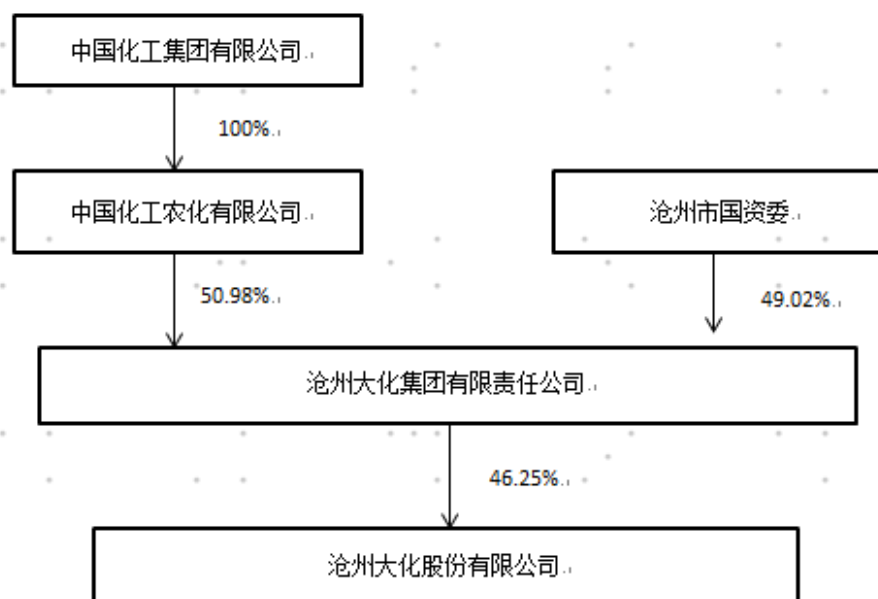 中国化工集团有限公司
100%
中国化工农化有限公司
沧州市国资委
50.98%
49.02%
沧州大化集团有限责任公司
46.25%
沧州大化股份有限公司